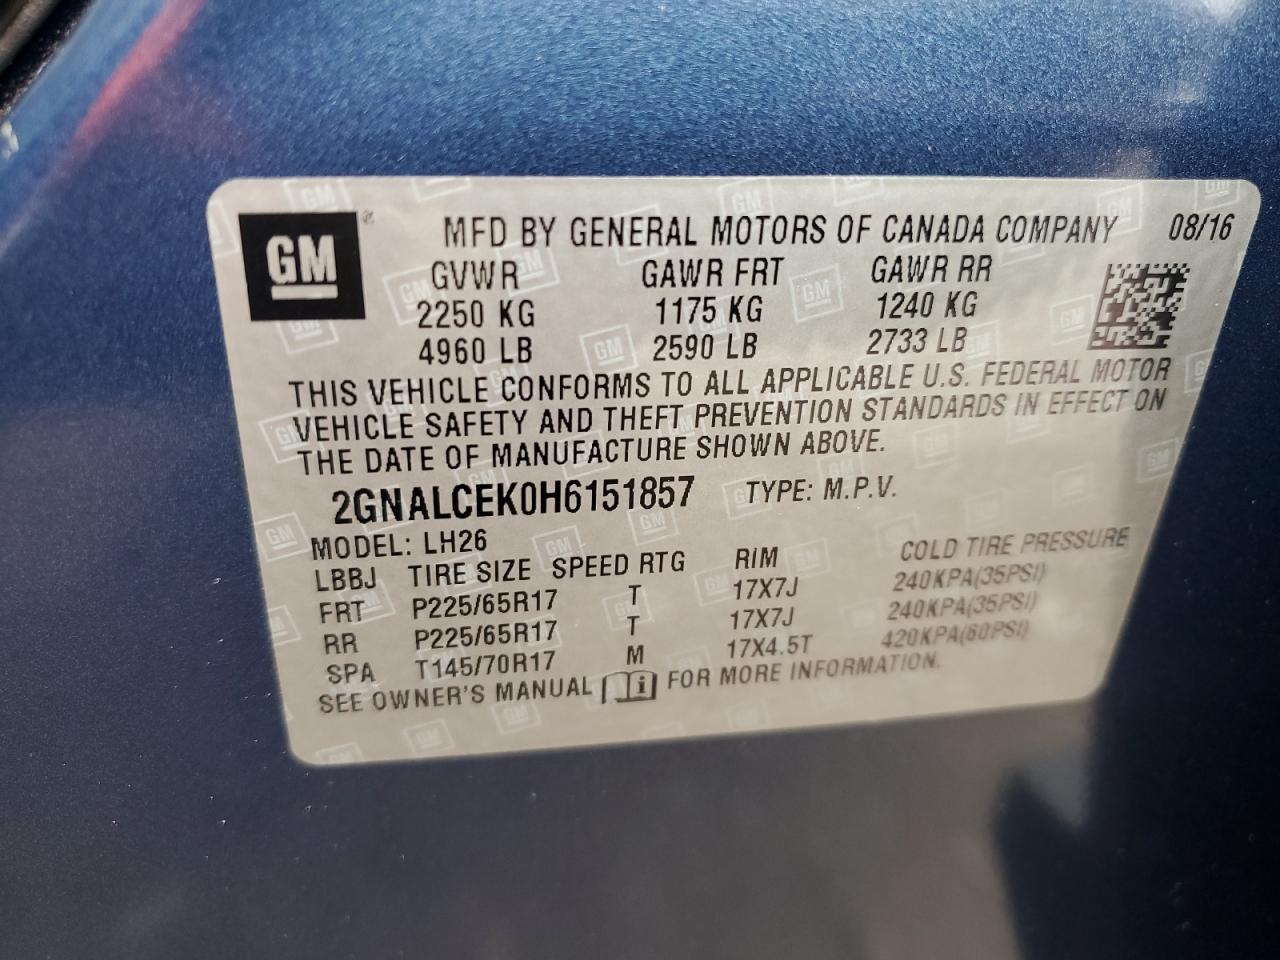 GM ®
MFD BY GENERAL MOTORS OF CANADA COMPANY 08/16
GVWR GAWR FRT GAWR RR
2250 KG 1175 KG 1240 KG
4960 LB 2590 LB 2733 LB
THIS VEHICLE CONFORMS TO ALL APPLICABLE U.S. FEDERAL MOTOR
VEHICLE SAFETY AND THEFT PREVENTION STANDARDS IN EFFECT ON
THE DATE OF MANUFACTURE SHOWN ABOVE.
2GNALCEK0H6151857 TYPE: M.P.V.
MODEL: LH26
LBBJ TIRE SIZE SPEED RTG RIM COLD TIRE PRESSURE
FRT P225/65R17 T 17X7J 240KPA(35PSI)
RR P225/65R17 T 17X7J 240KPA(35PSI)
SPA T145/70R17 M 17X4.5T 420KPA(60PSI)
SEE OWNER'S MANUAL i FOR MORE INFORMATION.